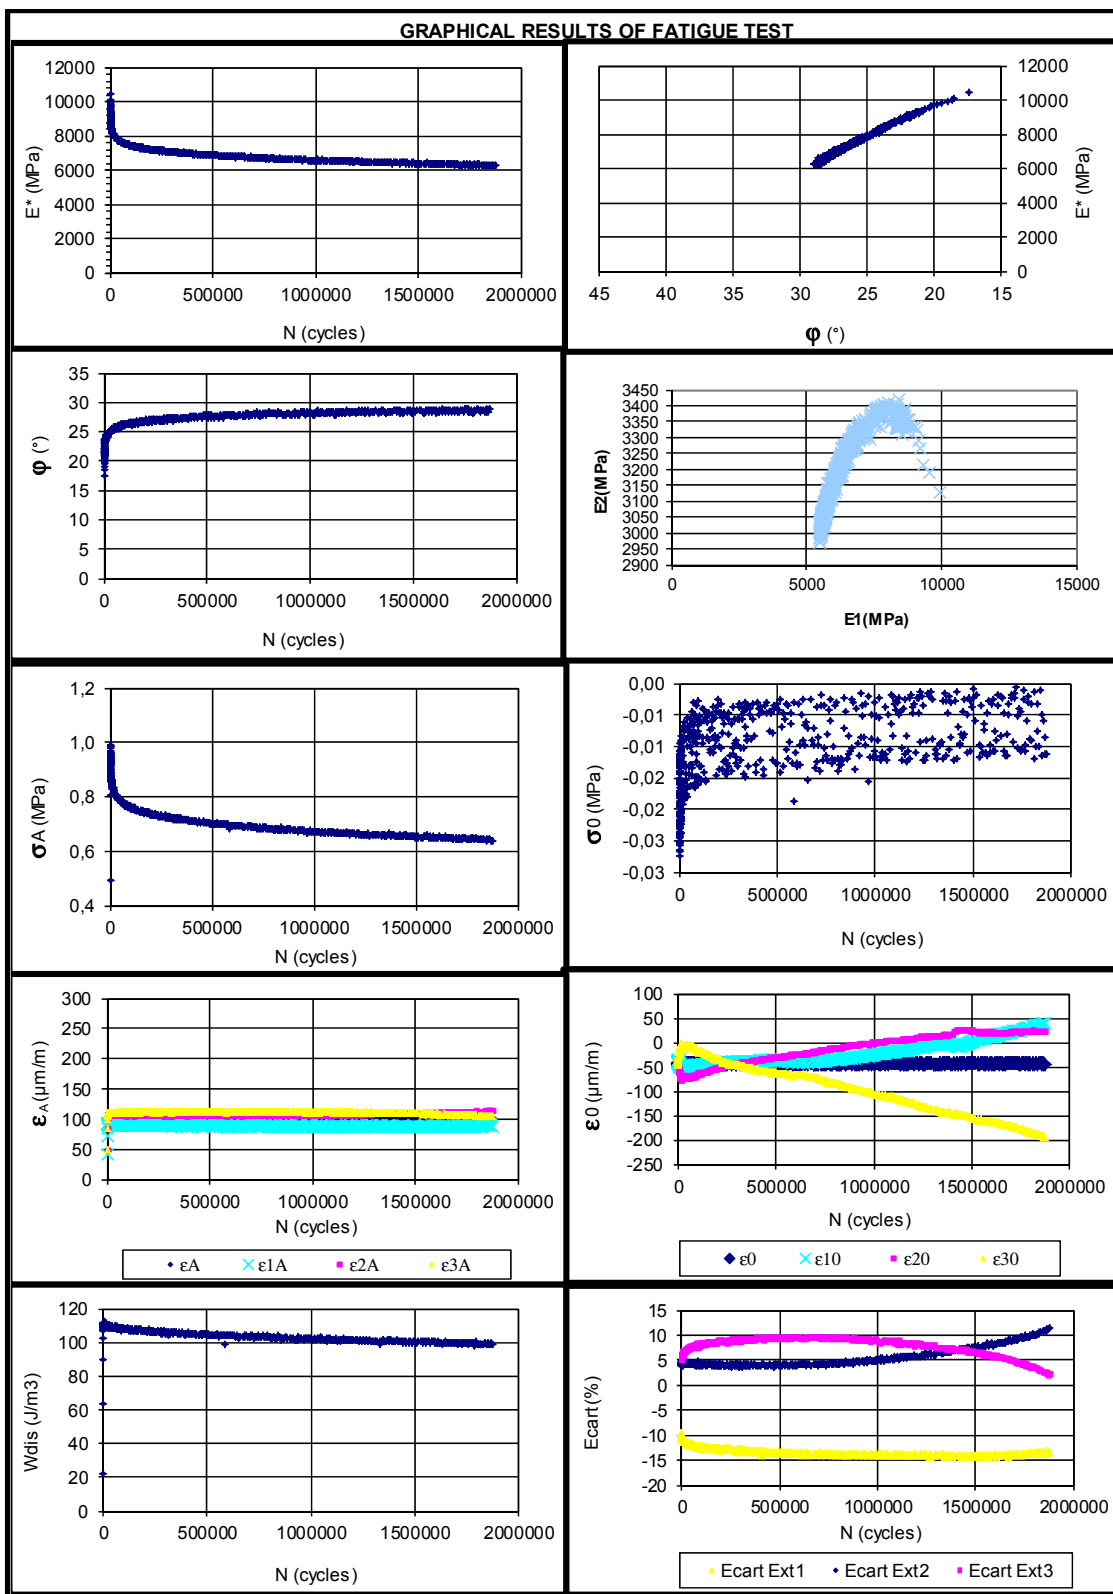 GRAPHICAL RESULTS OF FATIGUE TEST
12000
10000
8000
6000
4000
2000
0
E* (MPa)
0 500000 1000000 1500000 2000000
N (cycles)
12000
10000
8000
6000
4000
2000
0
E* (MPa)
45 40 35 30 25 20 15
φ (°)
35
30
25
20
15
10
5
0
φ (°)
0 500000 1000000 1500000 2000000
N (cycles)
3450
3400
3350
3300
3250
3200
3150
3100
3050
3000
2950
2900
E2(MPa)
0 5000 10000 15000
E1(MPa)
1,2
1,0
0,8
0,6
0,4
σA (MPa)
0 500000 1000000 1500000 2000000
N (cycles)
0,00
-0,01
-0,01
-0,02
-0,02
-0,03
-0,03
σ0 (MPa)
0 500000 1000000 1500000 2000000
N (cycles)
300
250
200
150
100
50
0
εA (µm/m)
0 500000 1000000 1500000 2000000
N (cycles)
εA ε1A ε2A ε3A
100
50
0
-50
-100
-150
-200
-250
ε0 (µm/m)
0 500000 1000000 1500000 2000000
N (cycles)
ε0 ε10 ε20 ε30
120
100
80
60
40
20
0
Wdis (J/m3)
0 500000 1000000 1500000 2000000
N (cycles)
15
10
5
0
-5
-10
-15
-20
Ecart (%)
0 500000 1000000 1500000 2000000
N (cycles)
Ecart Ext1 Ecart Ext2 Ecart Ext3